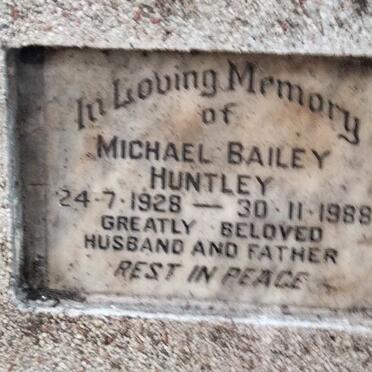 In Loving Memory
of
MICHAEL BAILEY
HUNTLEY
24-7-1928 — 30-11-1988
GREATLY BELOVED
HUSBAND AND FATHER
REST IN PEACE